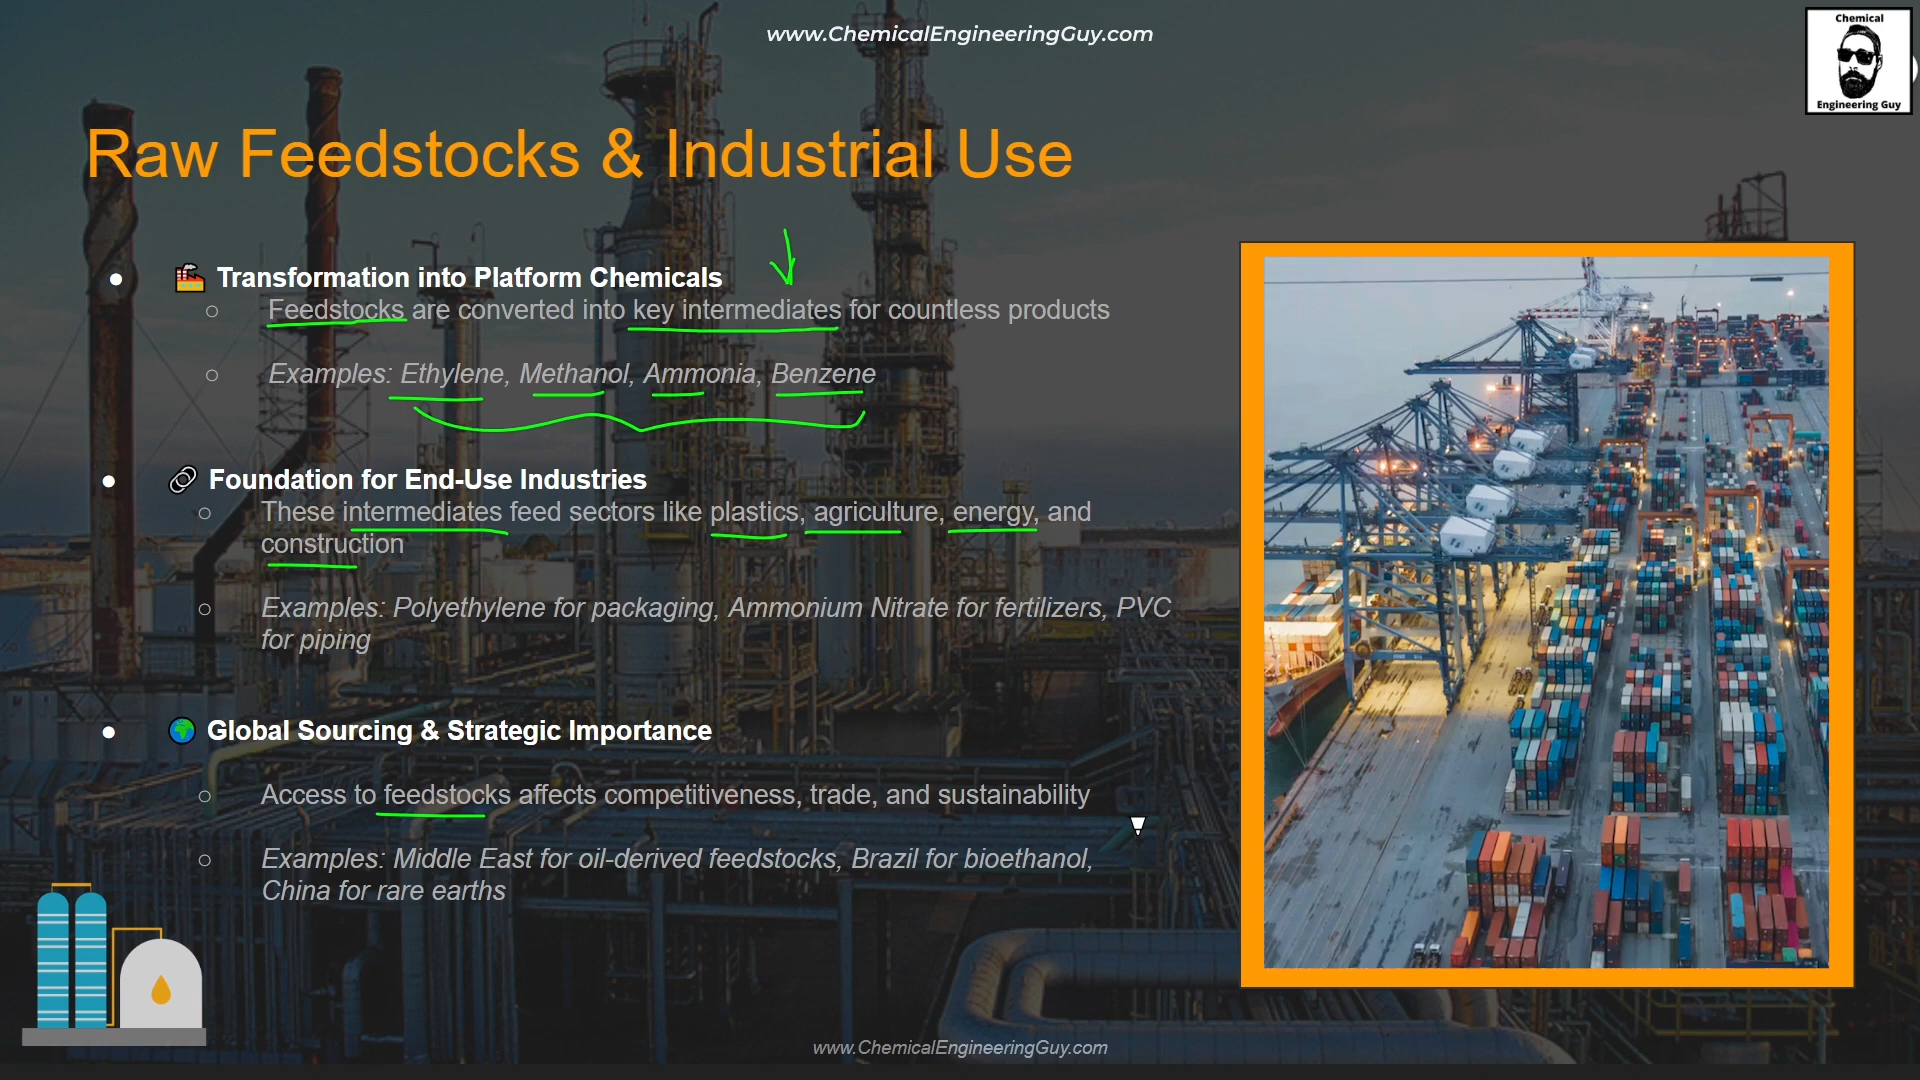 www.ChemicalEngineeringGuy.com
Chemical
Engineering Guy
Raw Feedstocks & Industrial Use
Transformation into Platform Chemicals
Feedstocks are converted into key intermediates for countless products
Examples: Ethylene, Methanol, Ammonia, Benzene
Foundation for End-Use Industries
These intermediates feed sectors like plastics, agriculture, energy, and
construction
Examples: Polyethylene for packaging, Ammonium Nitrate for fertilizers, PVC
for piping
Global Sourcing & Strategic Importance
Access to feedstocks affects competitiveness, trade, and sustainability
Examples: Middle East for oil-derived feedstocks, Brazil for bioethanol,
China for rare earths
www.ChemicalEngineeringGuy.com